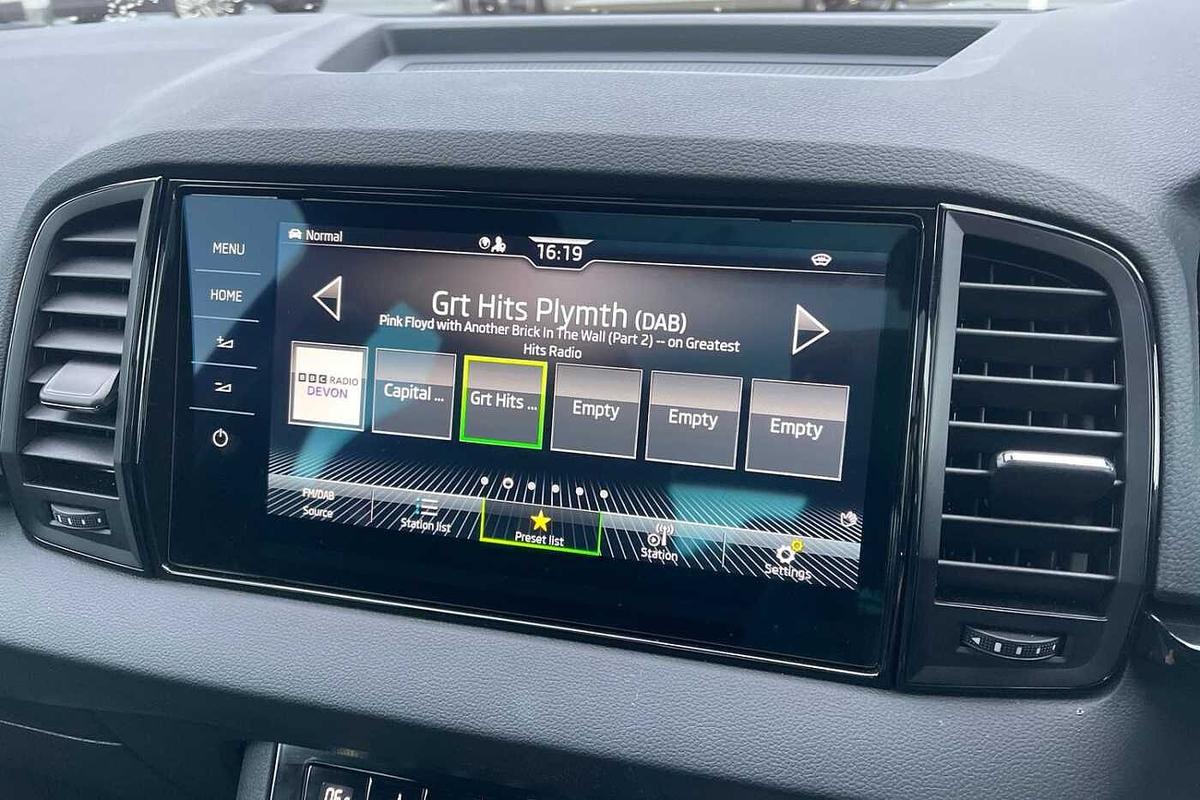 MENU
HOME
Normal
16:19
Grt Hits Plymth (DAB)
Pink Floyd with Another Brick In The Wall (Part 2) -- on Greatest
Hits Radio
BBC RADIO
DEVON
Capital ...
Grt Hits ...
Empty
Empty
Empty
FM/DAB
Source
Station list
Preset list
Station
Settings